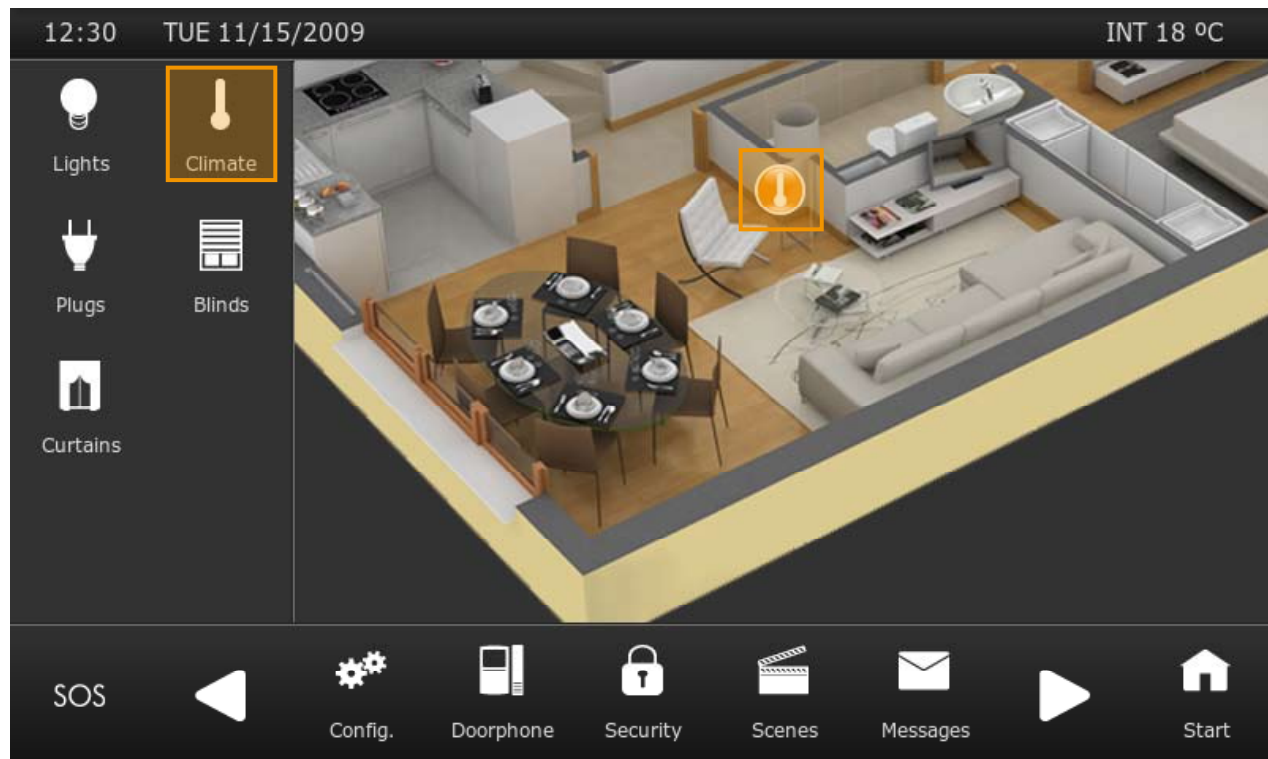 12:30 TUE 11/15/2009 INT 18 ºC
Lights Climate
Plugs Blinds
Curtains
SOS
Config. Doorphone Security Scenes Messages Start